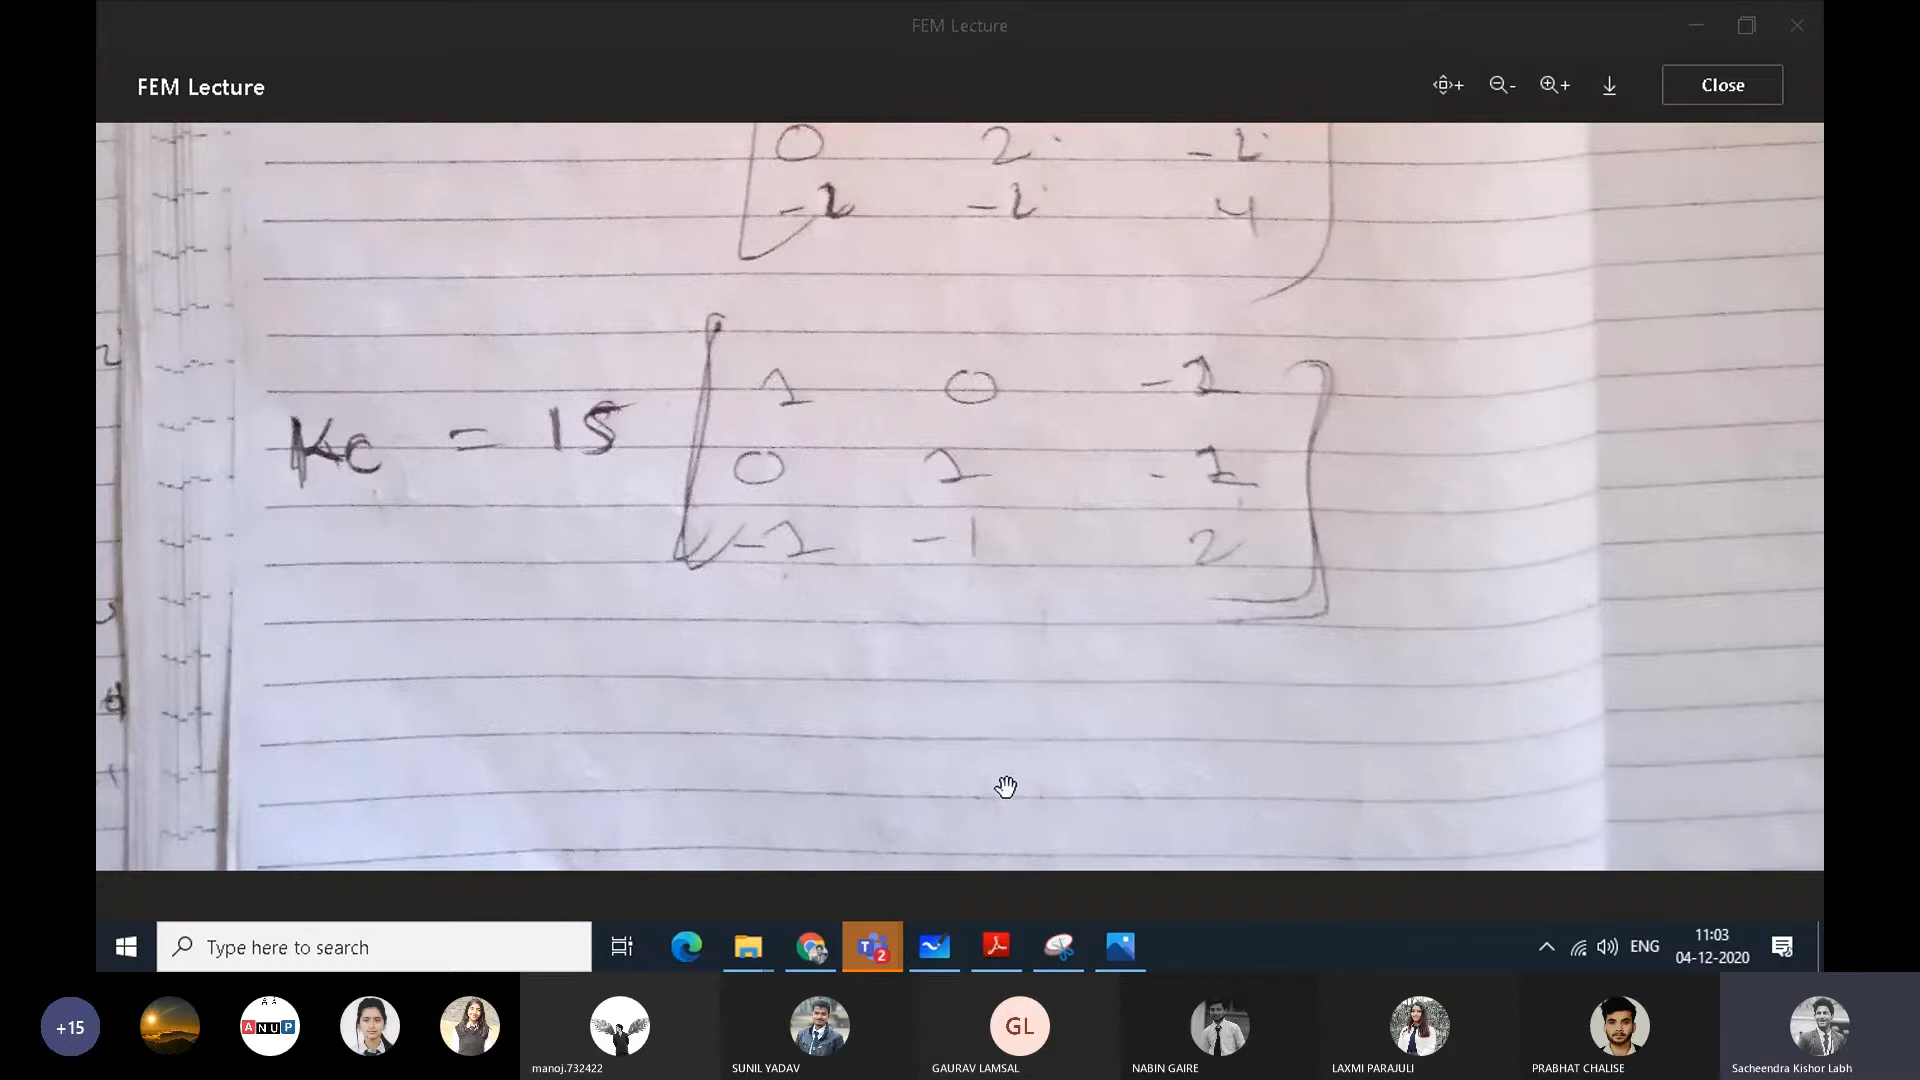 FEM Lecture
FEM Lecture
Close
0 2 -2
-2 -2 4
Kc = 15
1 0 -1
0 1 -1
-1 -1 2
Type here to search
2
ENG
11:03
04-12-2020
+15
ANUP
GL
manoj.732422
SUNIL YADAV
GAURAV LAMSAL
NABIN GAIRE
LAXMI PARAJULI
PRABHAT CHALISE
Sacheendra Kishor Labh